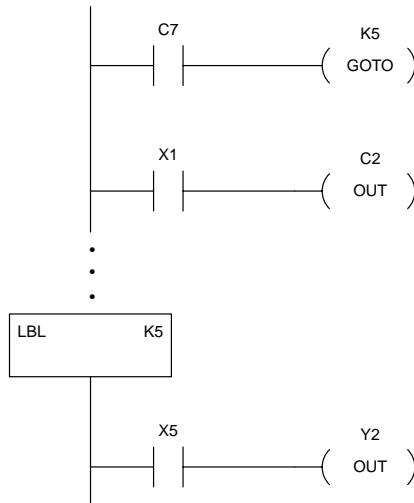 C7 K5
GOTO
X1 C2
OUT
LBL K5
X5 Y2
OUT